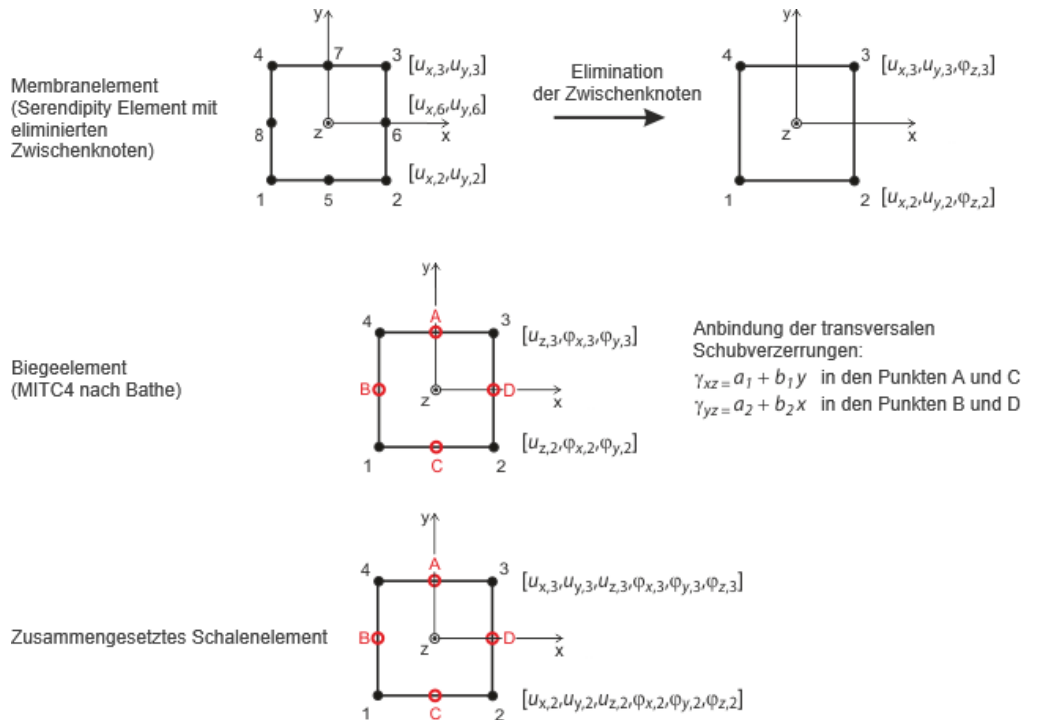 Membranelement
(Serendipity Element mit
eliminierten
Zwischenknoten)
y
4 7 3 [u_{x,3},u_{y,3}]
[u_{x,6},u_{y,6}]
8 z 6 x
[u_{x,2},u_{y,2}]
1 5 2
Elimination
der Zwischenknoten
y
4 3 [u_{x,3},u_{y,3},φ_{z,3}]
z x
1 2 [u_{x,2},u_{y,2},φ_{z,2}]
Biegeelement
(MITC4 nach Bathe)
y
4 A 3 [u_{z,3},φ_{x,3},φ_{y,3}]
B z D x
1 C 2 [u_{z,2},φ_{x,2},φ_{y,2}]
Anbindung der transversalen
Schubverzerrungen:
γ_{xz} = a_1 + b_1 y in den Punkten A und C
γ_{yz} = a_2 + b_2 x in den Punkten B und D
Zusammengesetztes Schalenelement
y
4 A 3 [u_{x,3},u_{y,3},u_{z,3},φ_{x,3},φ_{y,3},φ_{z,3}]
B z D x
1 C 2 [u_{x,2},u_{y,2},u_{z,2},φ_{x,2},φ_{y,2},φ_{z,2}]